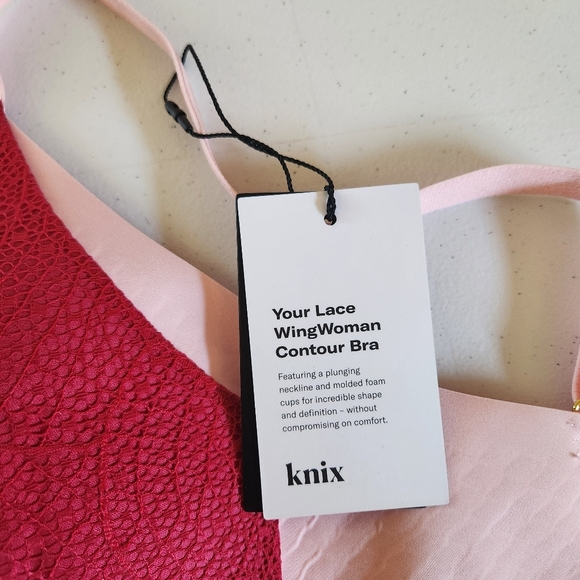 Your Lace
WingWoman
Contour Bra
Featuring a plunging
neckline and molded foam
cups for incredible shape
and definition – without
compromising on comfort.
knix